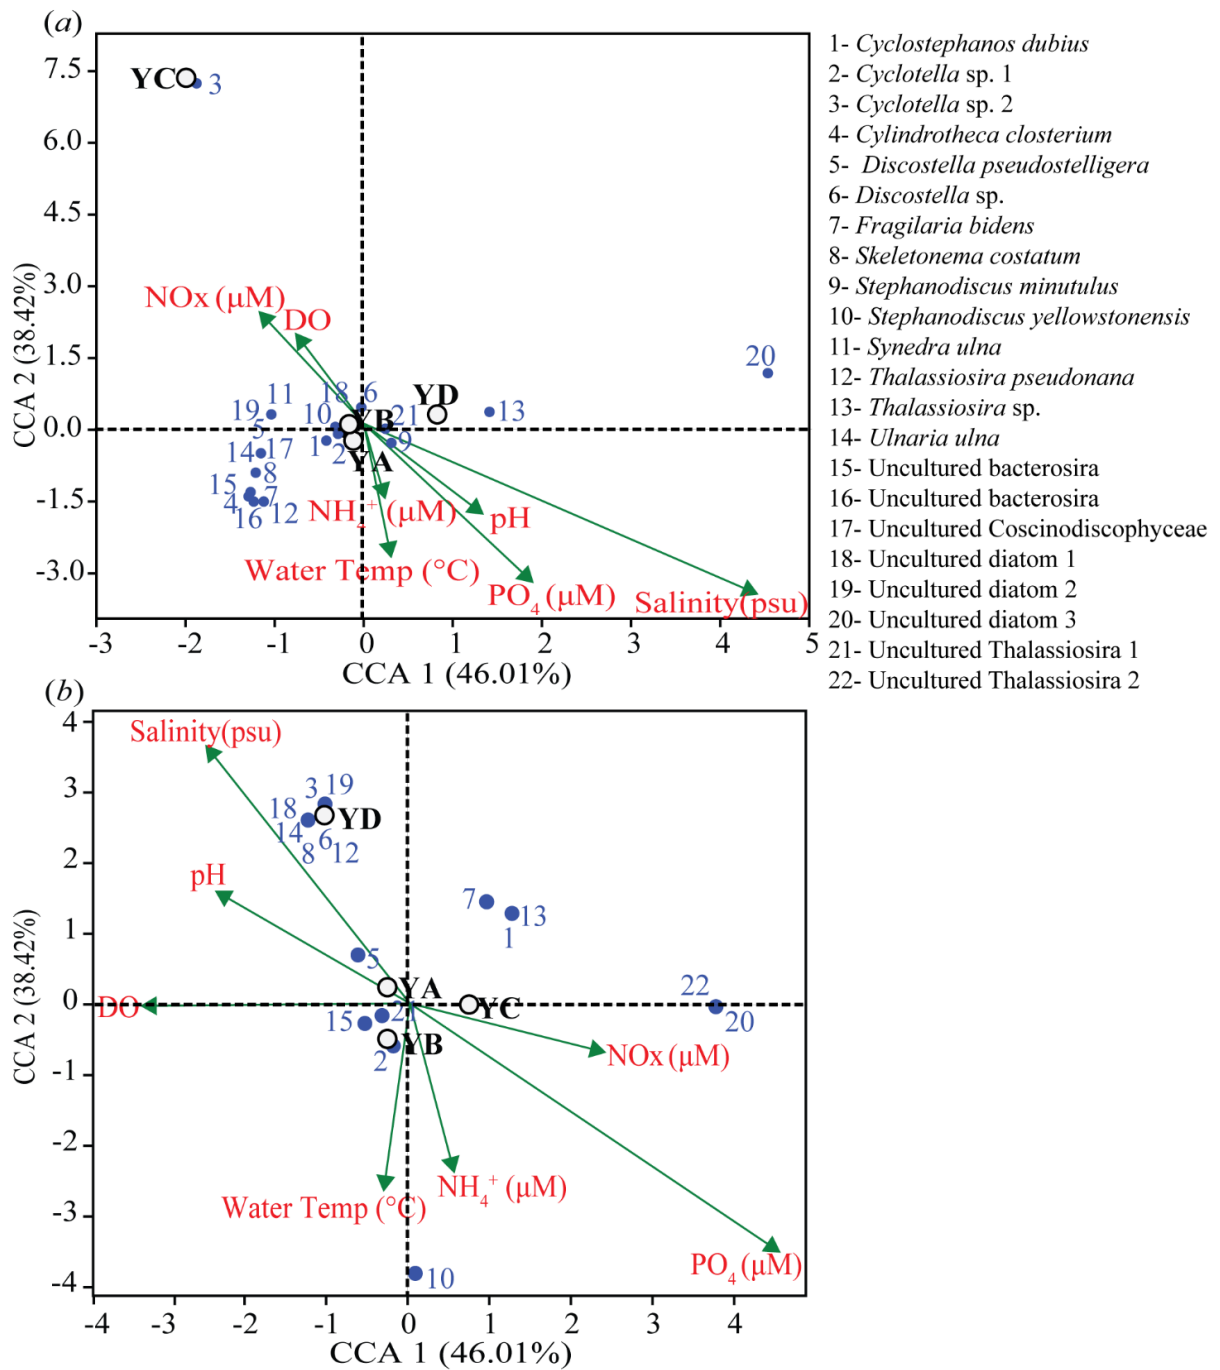 (a)
7.5
6.0
4.5
3.0
1.5
0.0
-1.5
-3.0
CCA 2 (38.42%)
YC
3
NOx (μM)
DO
20
11
18
6
YD
13
19
10
YB
21
5
1
2
YA
9
14
17
8
15
4
7
16
12
NH₂⁺ (μM)
pH
Water Temp (°C)
PO₄ (μM)
Salinity(psu)
-3 -2 -1 0 1 2 3 4 5
CCA 1 (46.01%)
1- Cyclostephanos dubius
2- Cyclotella sp. 1
3- Cyclotella sp. 2
4- Cylindrotheca closterium
5- Discostella pseudostelligera
6- Discostella sp.
7- Fragilaria bidens
8- Skeletonema costatum
9- Stephanodiscus minutulus
10- Stephanodiscus yellowstonensis
11- Synedra ulna
12- Thalassiosira pseudonana
13- Thalassiosira sp.
14- Ulnaria ulna
15- Uncultured bacterosira
16- Uncultured bacterosira
17- Uncultured Coscinodiscophyceae
18- Uncultured diatom 1
19- Uncultured diatom 2
20- Uncultured diatom 3
21- Uncultured Thalassiosira 1
22- Uncultured Thalassiosira 2
(b)
4
3
2
1
0
-1
-2
-3
-4
CCA 2 (38.42%)
Salinity(psu)
3 19
18
YD
14
6
8 12
pH
7
13
1
5
YA
YC
22
20
DO
15
21
2
YB
NOx (μM)
NH₄⁺ (μM)
Water Temp (°C)
PO₄ (μM)
10
-4 -3 -2 -1 0 1 2 3 4
CCA 1 (46.01%)